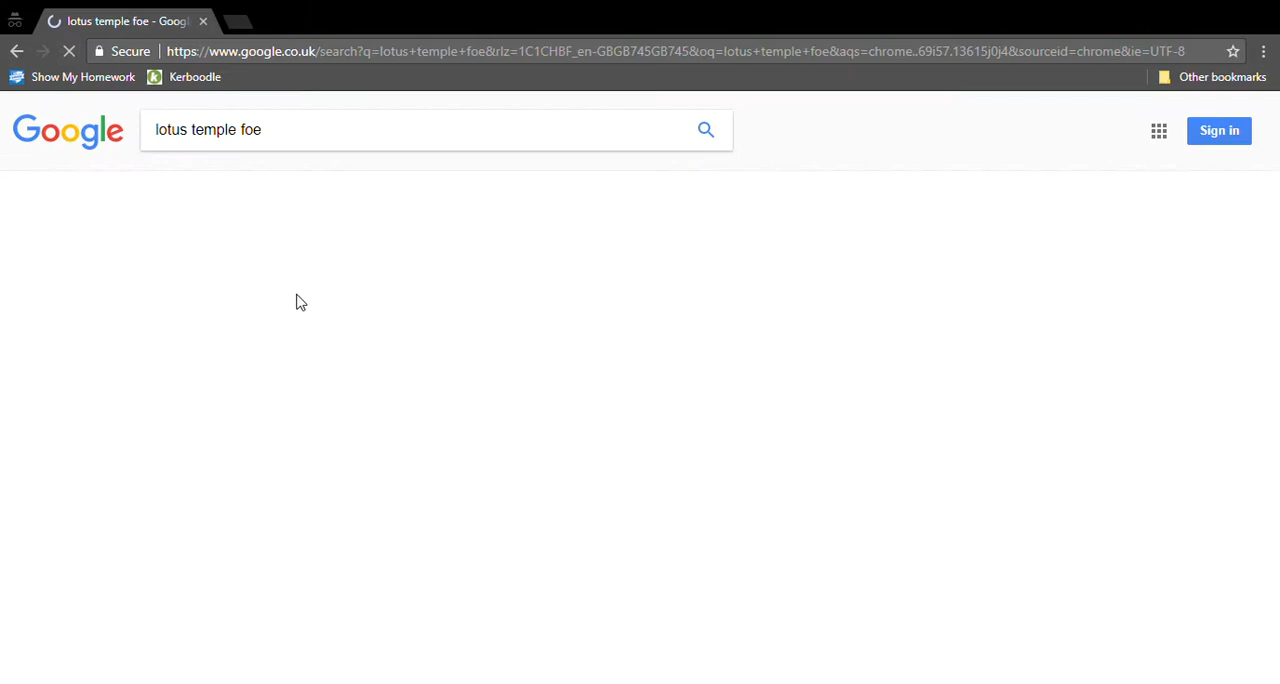 lotus temple foe - Googl
Secure https://www.google.co.uk/search?q=lotus+temple+foe&rlz=1C1CHBF_en-GBGB745GB745&oq=lotus+temple+foe&aqs=chrome..69i57.13615j0j4&sourceid=chrome&ie=UTF-8
Show My Homework k Kerboodle Other bookmarks
Google lotus temple foe Sign in